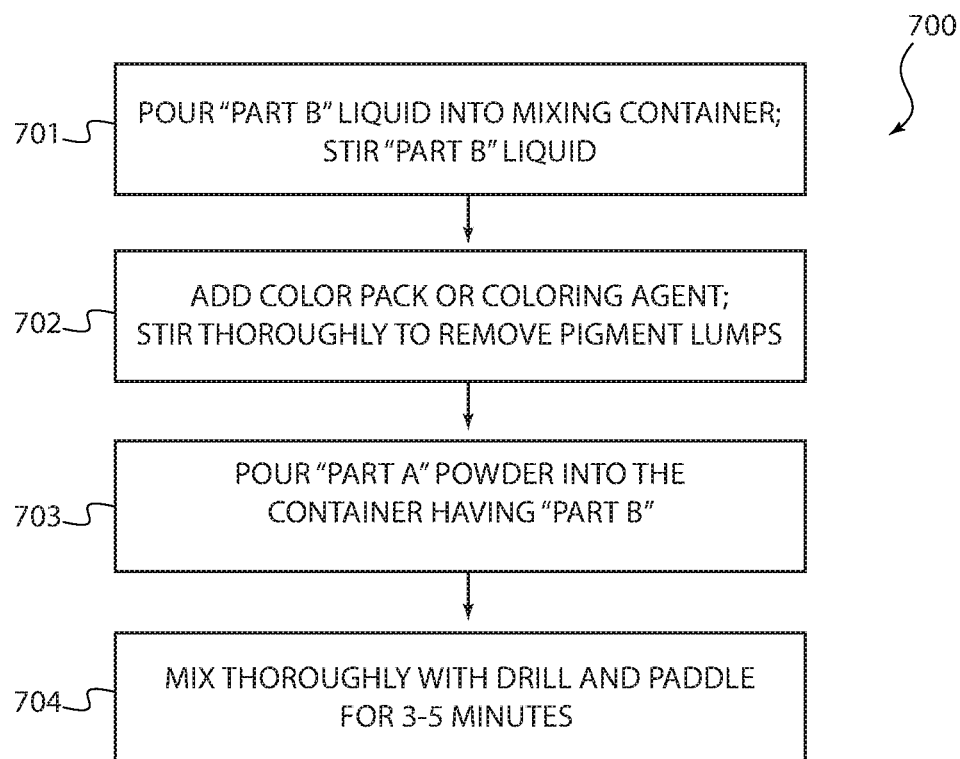 700
701
POUR "PART B" LIQUID INTO MIXING CONTAINER;
STIR "PART B" LIQUID
702
ADD COLOR PACK OR COLORING AGENT;
STIR THOROUGHLY TO REMOVE PIGMENT LUMPS
703
POUR "PART A" POWDER INTO THE
CONTAINER HAVING "PART B"
704
MIX THOROUGHLY WITH DRILL AND PADDLE
FOR 3-5 MINUTES